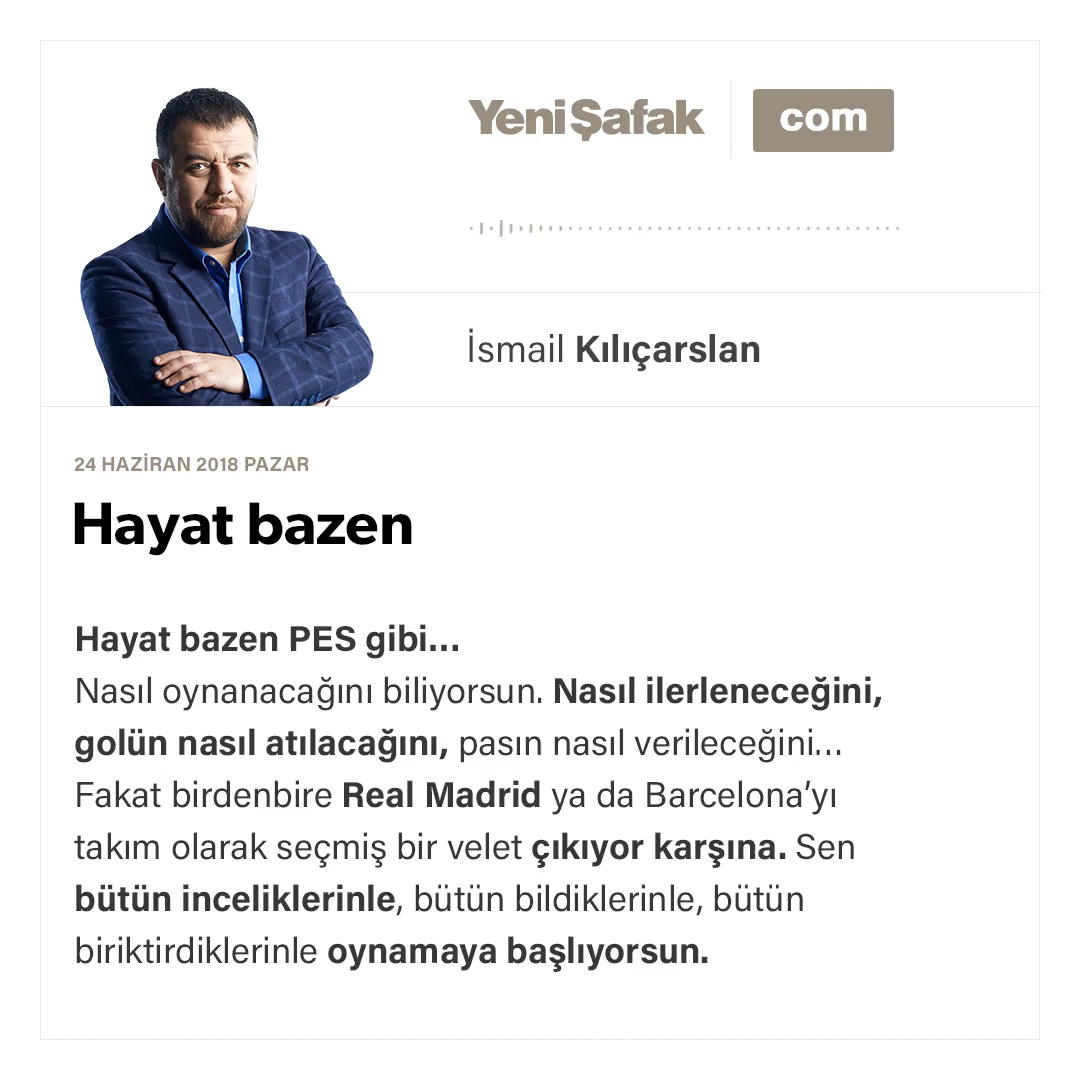 YeniŞafak com
İsmail Kılıçarslan
24 HAZİRAN 2018 PAZAR
Hayat bazen
Hayat bazen PES gibi…
Nasıl oynanacağını biliyorsun. Nasıl ilerleneceğini,
golün nasıl atılacağını, pasın nasıl verileceğini…
Fakat birdenbire Real Madrid ya da Barcelona’yı
takım olarak seçmiş bir velet çıkıyor karşına. Sen
bütün inceliklerinle, bütün bildiklerinle, bütün
biriktirdiklerinle oynamaya başlıyorsun.